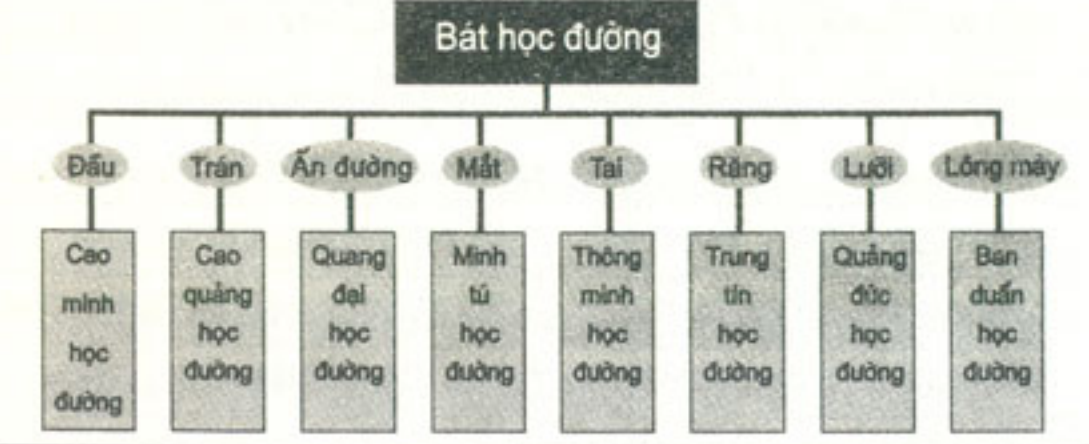 Bát học đường
Đầu
Trán
Ấn đường
Mắt
Tai
Răng
Lưỡi
Lông mày
Cao
minh
học
đường
Cao
quảng
học
đường
Quang
đại
học
đường
Minh
tú
học
đường
Thông
minh
học
đường
Trung
tín
học
đường
Quảng
đức
học
đường
Ban
duẩn
học
đường